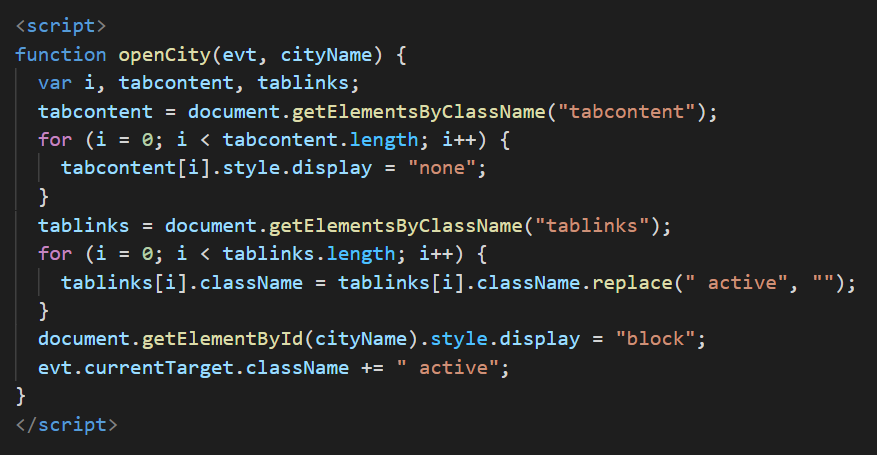 <script>
function openCity(evt, cityName) {
  var i, tabcontent, tablinks;
  tabcontent = document.getElementsByClassName("tabcontent");
  for (i = 0; i < tabcontent.length; i++) {
    tabcontent[i].style.display = "none";
  }
  tablinks = document.getElementsByClassName("tablinks");
  for (i = 0; i < tablinks.length; i++) {
    tablinks[i].className = tablinks[i].className.replace(" active", "");
  }
  document.getElementById(cityName).style.display = "block";
  evt.currentTarget.className += " active";
}
</script>